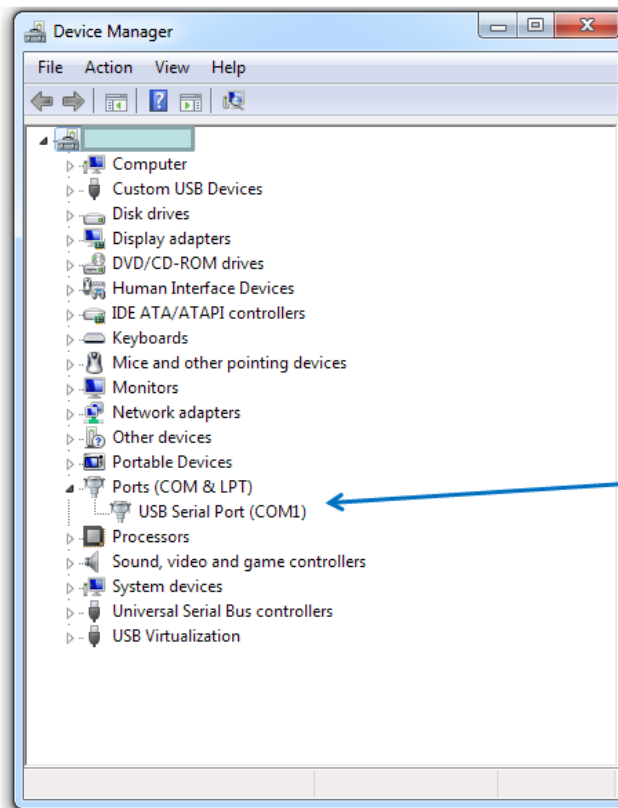 Device Manager
File Action View Help
Computer
Custom USB Devices
Disk drives
Display adapters
DVD/CD-ROM drives
Human Interface Devices
IDE ATA/ATAPI controllers
Keyboards
Mice and other pointing devices
Monitors
Network adapters
Other devices
Portable Devices
Ports (COM & LPT)
USB Serial Port (COM1)
Processors
Sound, video and game controllers
System devices
Universal Serial Bus controllers
USB Virtualization